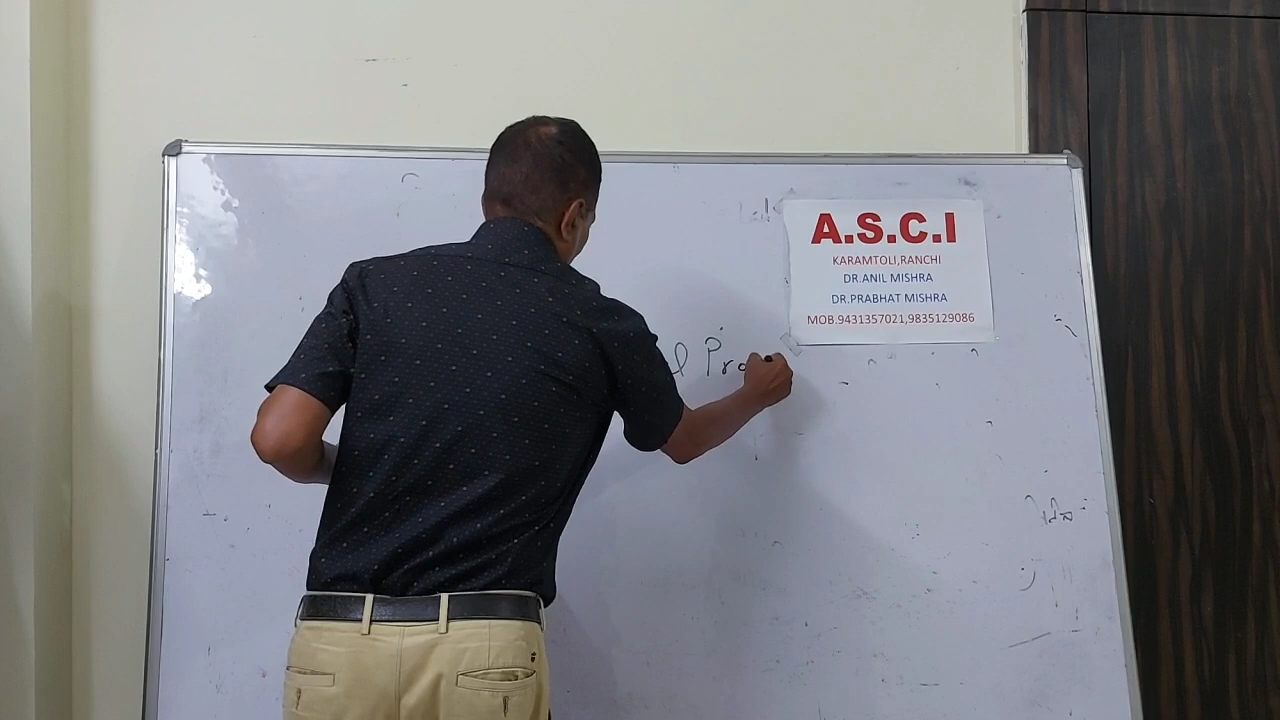 A.S.C.I
KARAMTOLI,RANCHI
DR.ANIL MISHRA
DR.PRABHAT MISHRA
MOB.9431357021,9835129086
l Pro